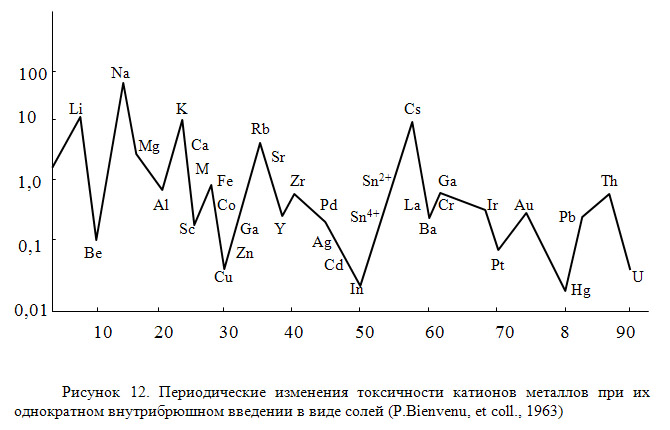 100
Na
Li
10
K
Cs
Rb
Mg
Ca
Sr
M
Fe
Zr
Sn2+
Ga
Th
1,0
Al
Co
Pd
Sn4+
La
Cr
Ir
Au
Pb
Sc
Ga
Y
Ag
Ba
0,1
Be
Zn
Cd
Pt
Cu
In
Hg
U
0,01
10 20 30 40 50 60 70 8 90
Рисунок 12. Периодические изменения токсичности катионов металлов при их
однократном внутрибрюшном введении в виде солей (P.Bienvenu, et coll., 1963)